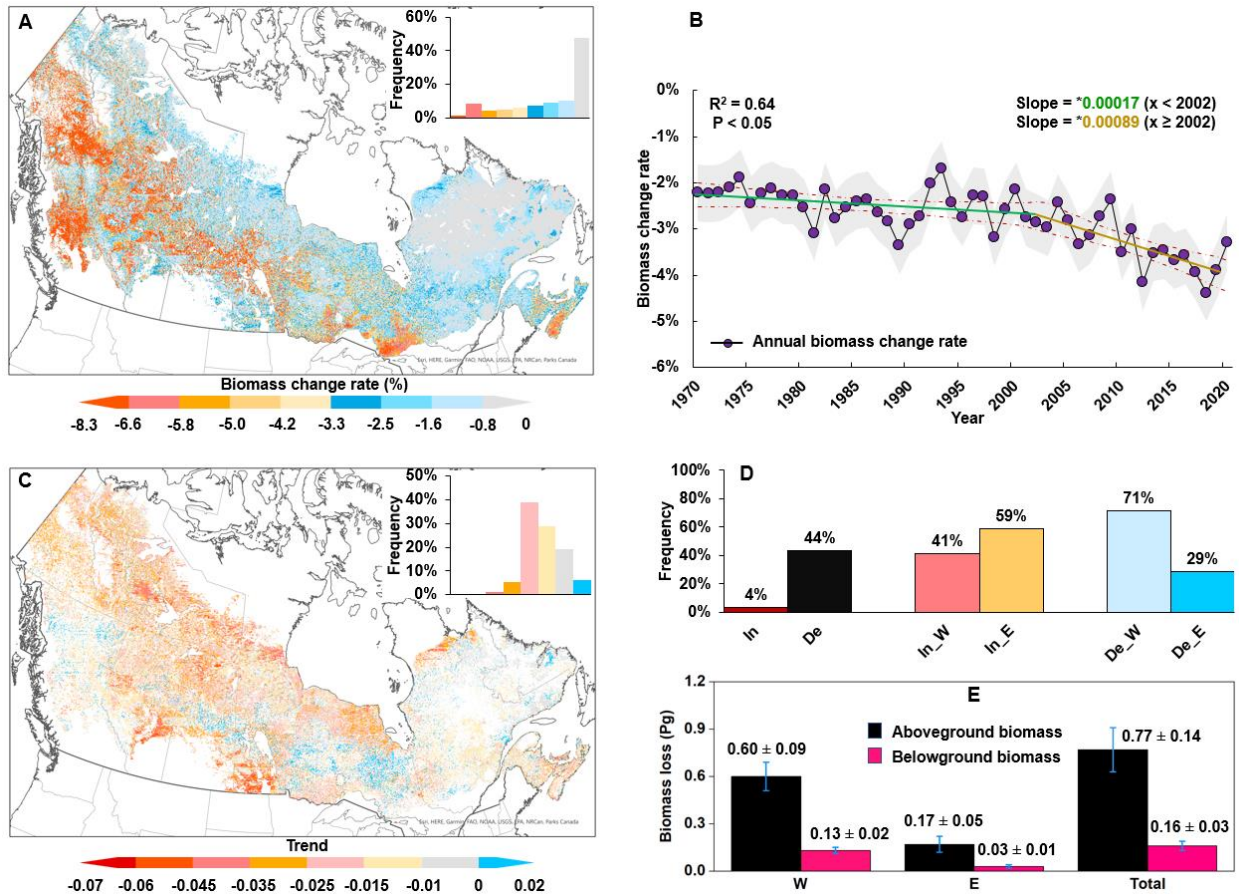 A
60%
40%
20%
0%
Frequency
Esri, HERE, Garmin, FAO, NOAA, USGS, EPA, NRCan, Parks Canada
Biomass change rate (%)
-8.3 -6.6 -5.8 -5.0 -4.2 -3.3 -2.5 -1.6 -0.8 0
B
R² = 0.64
P < 0.05
Slope = *0.00017 (x < 2002)
Slope = *0.00089 (x ≥ 2002)
0%
-1%
-2%
-3%
-4%
-5%
-6%
Biomass change rate
Annual biomass change rate
1970 1975 1980 1985 1990 1995 2000 2005 2010 2015 2020
Year
C
50%
40%
30%
20%
10%
0%
Frequency
Esri, HERE, Garmin, FAO, NOAA, USGS, EPA, NRCan, Parks Canada
Trend
-0.07 -0.06 -0.045 -0.035 -0.025 -0.015 -0.01 0 0.02
D
100%
80%
60%
40%
20%
0%
Frequency
4% 44% 41% 59% 71% 29%
In De In_W In_E De_W De_E
E
1.2
0.9
0.6
0.3
0.0
Biomass loss (Pg)
Aboveground biomass
Belowground biomass
0.60 ± 0.09
0.13 ± 0.02
0.17 ± 0.05
0.03 ± 0.01
0.77 ± 0.14
0.16 ± 0.03
W E Total